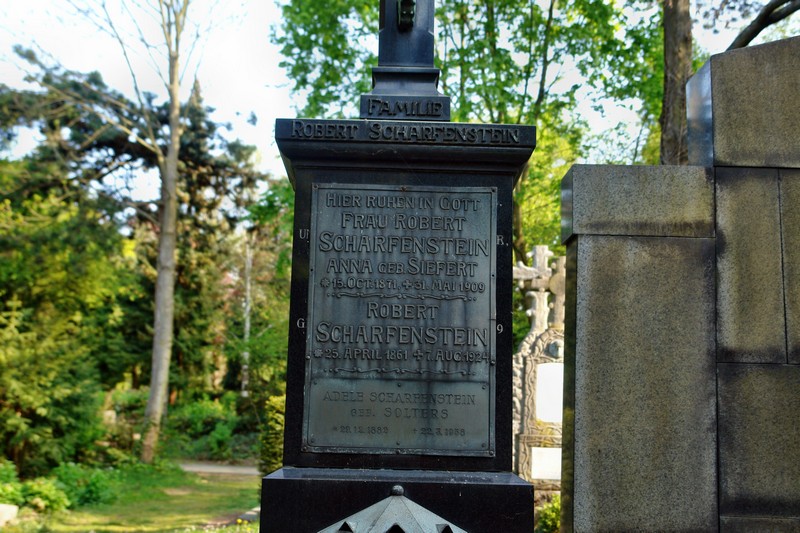 FAMILIE
ROBERT SCHARFENSTEIN
HIER RUHEN IN GOTT
FRAU ROBERT
SCHARFENSTEIN
ANNA GEB SIEFERT
* 15. OCT. 1871. + 31. MAI 1909
ROBERT
SCHARFENSTEIN
* 25. APRIL 1861 + 7. AUG. 1924
ADELE SCHARFENSTEIN
GEB. SOLTERS
U. R.
G 9